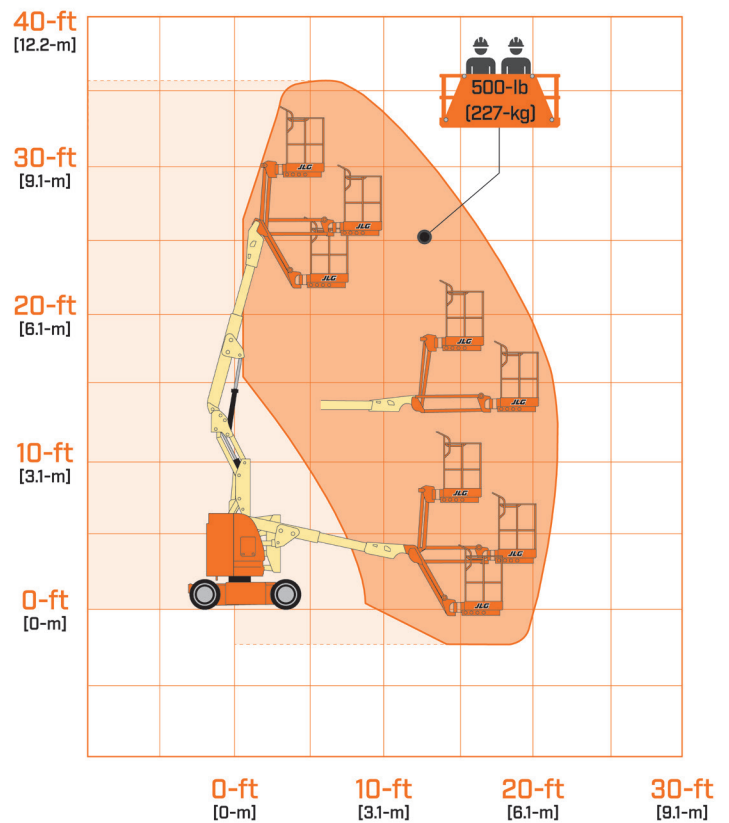 40-ft
[12.2-m]
500-lb
(227-kg)
30-ft
[9.1-m]
JLG
JLG
JLG
20-ft
[6.1-m]
JLG
JLG
10-ft
[3.1-m]
JLG
JLG
JLG
0-ft
[0-m]
0-ft 10-ft 20-ft 30-ft
[0-m] [3.1-m] [6.1-m] [9.1-m]